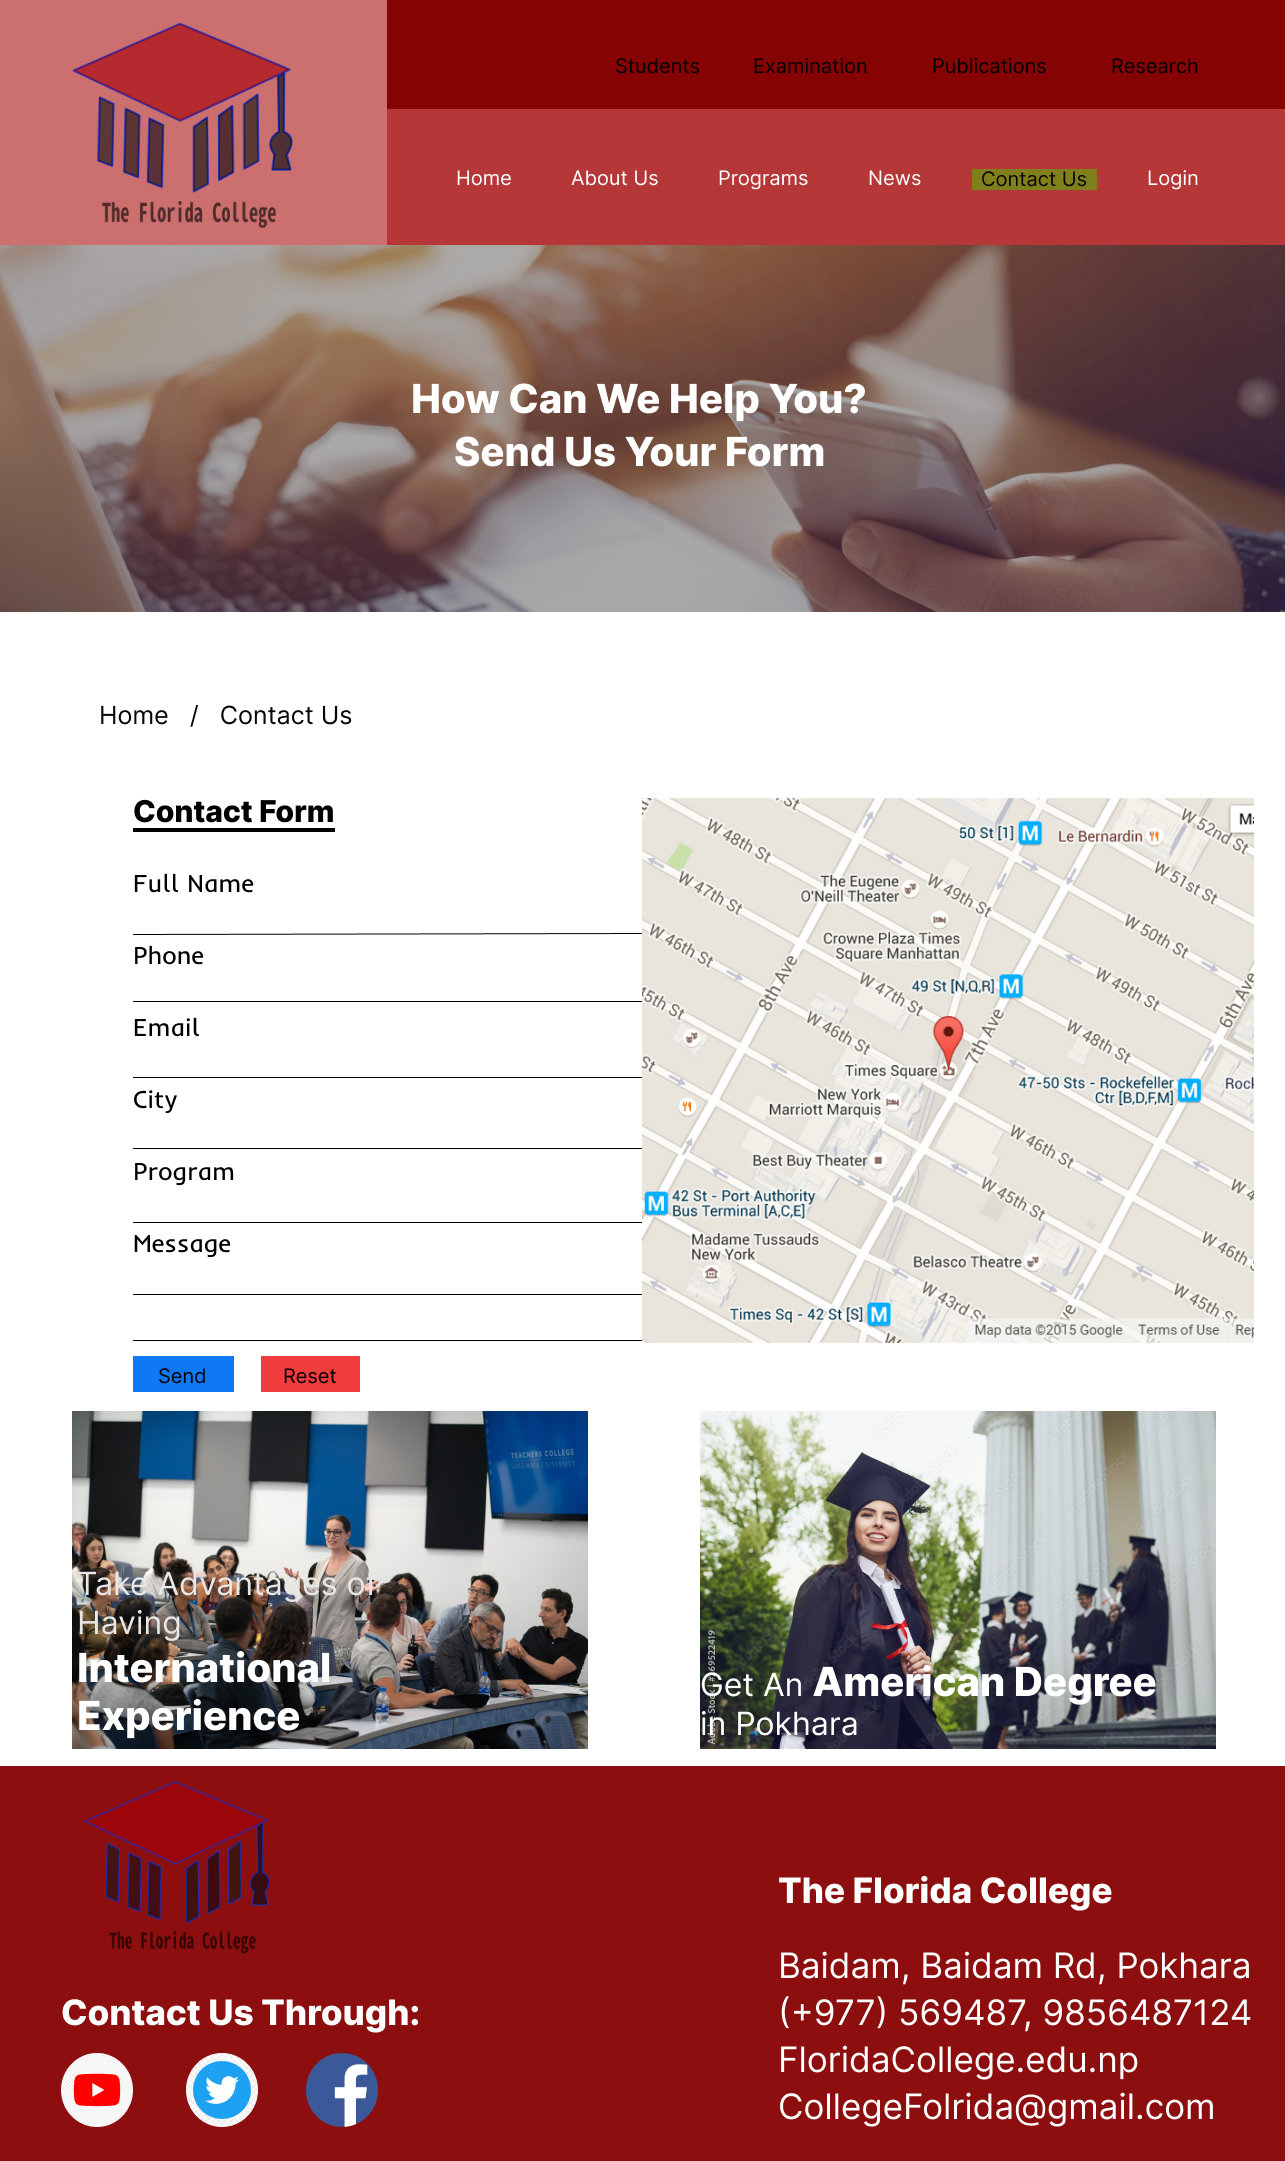 The Florida College
Students Examination Publications Research
Home About Us Programs News Contact Us Login
How Can We Help You?
Send Us Your Form
Home / Contact Us
Contact Form
Full Name
Phone
Email
City
Program
Message
Send Reset
W 48th St
50 St [1] M
Le Bernardin
W 52nd St
W 51st St
W 47th St
The Eugene
O'Neill Theater
W 49th St
W 50th St
W 46th St
Crowne Plaza Times
Square Manhattan
8th Ave
49 St [N,Q,R] M
W 47th St
W 49th St
6th Ave
45th St
W 46th St
7th Ave
W 48th St
Times Square
New York
Marriott Marquis
47-50 Sts - Rockefeller
Ctr [B,D,F,M] M
W 46th St
Best Buy Theater
W 45th St
M 42 St - Port Authority
Bus Terminal [A,C,E]
Madame Tussauds
New York
Belasco Theatre
W 46th
W 43rd St
W 45th St
Times Sq - 42 St [S] M
Map data ©2015 Google Terms of Use
TEACHERS COLLEGE
COLUMBIA UNIVERSITY
Take Advantages of
Having
International
Experience
Get An American Degree
in Pokhara
The Florida College
Contact Us Through:
The Florida College
Baidam, Baidam Rd, Pokhara
(+977) 569487, 9856487124
FloridaCollege.edu.np
CollegeFolrida@gmail.com